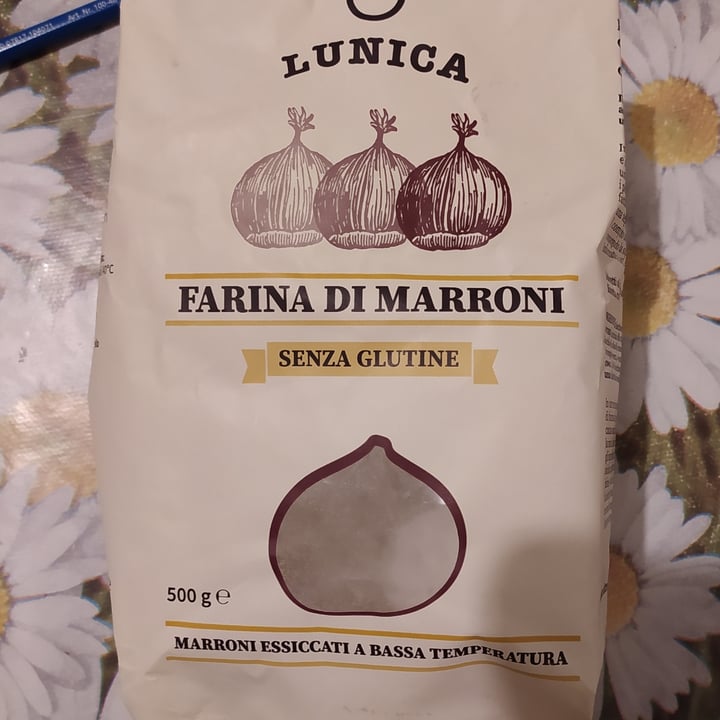 LUNICA
FARINA DI MARRONI
SENZA GLUTINE
500 g ℮
MARRONI ESSICCATI A BASSA TEMPERATURA